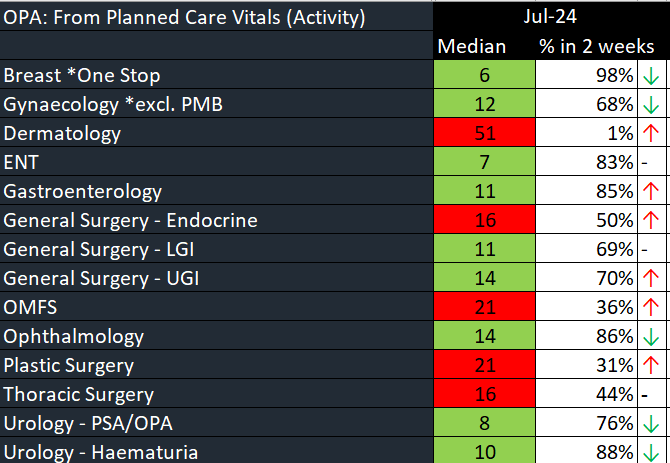 OPA: From Planned Care Vitals (Activity) Jul-24
Median % in 2 weeks
Breast *One Stop 6 98% ↓
Gynaecology *excl. PMB 12 68% ↓
Dermatology 51 1% ↑
ENT 7 83% -
Gastroenterology 11 85% ↑
General Surgery - Endocrine 16 50% ↑
General Surgery - LGI 11 69% -
General Surgery - UGI 14 70% ↑
OMFS 21 36% ↑
Ophthalmology 14 86% ↓
Plastic Surgery 21 31% ↑
Thoracic Surgery 16 44% -
Urology - PSA/OPA 8 76% ↓
Urology - Haematuria 10 88% ↓